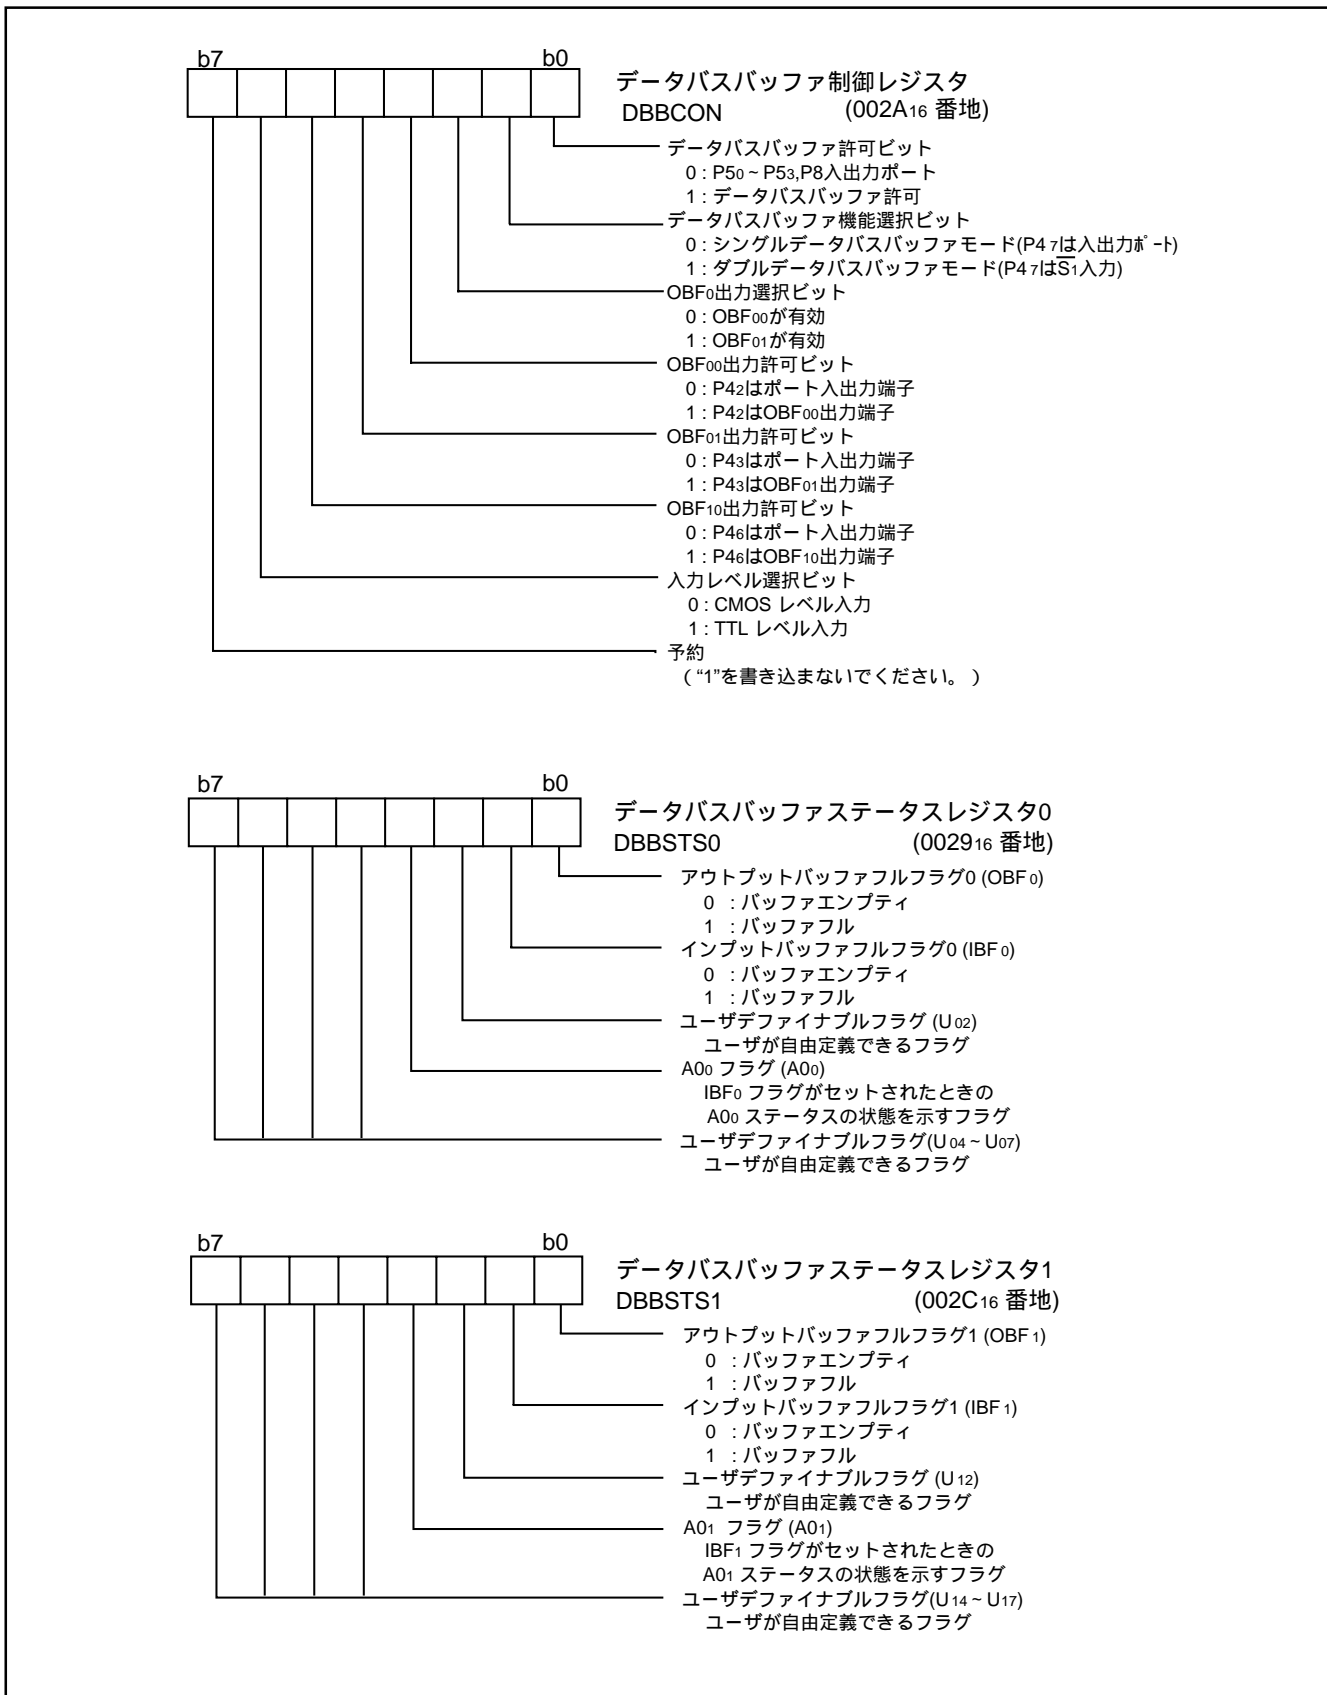 b7 b0
データバスバッファ制御レジスタ
DBBCON (002A16 番地)
データバスバッファ許可ビット
0 : P50 ~ P53,P8入出力ポート
1 : データバスバッファ許可
データバスバッファ機能選択ビット
0 : シングルデータバスバッファモード(P47は入出力ﾎﾟｰﾄ)
1 : ダブルデータバスバッファモード(P47はS̅1入力)
OBF0出力選択ビット
0 : OBF00が有効
1 : OBF01が有効
OBF00出力許可ビット
0 : P42はポート入出力端子
1 : P42はOBF00出力端子
OBF01出力許可ビット
0 : P43はポート入出力端子
1 : P43はOBF01出力端子
OBF10出力許可ビット
0 : P46はポート入出力端子
1 : P46はOBF10出力端子
入力レベル選択ビット
0 : CMOS レベル入力
1 : TTL レベル入力
予約
( “1”を書き込まないでください。 )
b7 b0
データバスバッファステータスレジスタ0
DBBSTS0 (002916 番地)
アウトプットバッファフルフラグ0 (OBF0)
0 : バッファエンプティ
1 : バッファフル
インプットバッファフルフラグ0 (IBF0)
0 : バッファエンプティ
1 : バッファフル
ユーザデファイナブルフラグ (U02)
ユーザが自由定義できるフラグ
A00 フラグ (A00)
IBF0 フラグがセットされたときの
A00 ステータスの状態を示すフラグ
ユーザデファイナブルフラグ(U04 ~ U07)
ユーザが自由定義できるフラグ
b7 b0
データバスバッファステータスレジスタ1
DBBSTS1 (002C16 番地)
アウトプットバッファフルフラグ1 (OBF1)
0 : バッファエンプティ
1 : バッファフル
インプットバッファフルフラグ1 (IBF1)
0 : バッファエンプティ
1 : バッファフル
ユーザデファイナブルフラグ (U12)
ユーザが自由定義できるフラグ
A01 フラグ (A01)
IBF1 フラグがセットされたときの
A01 ステータスの状態を示すフラグ
ユーザデファイナブルフラグ(U14 ~ U17)
ユーザが自由定義できるフラグ